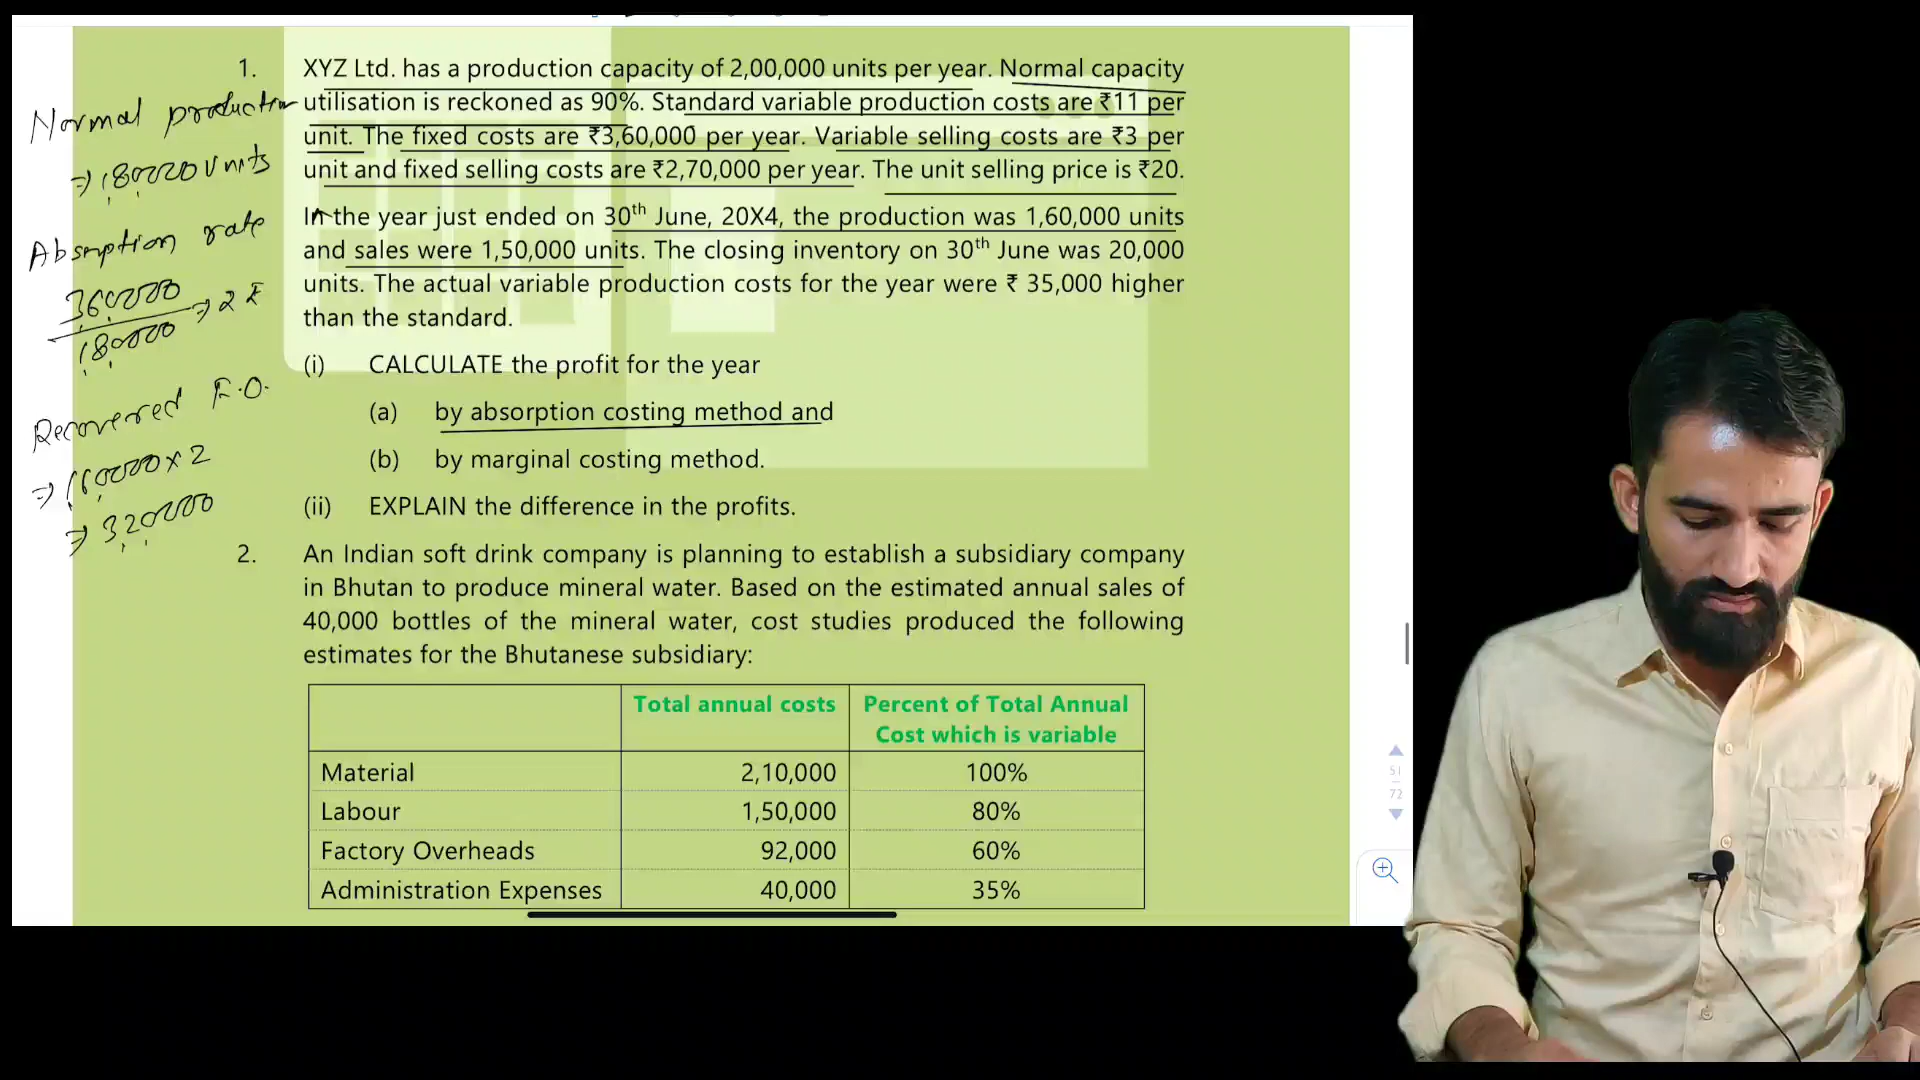 1. XYZ Ltd. has a production capacity of 2,00,000 units per year. Normal capacity
utilisation is reckoned as 90%. Standard variable production costs are ₹11 per
unit. The fixed costs are ₹3,60,000 per year. Variable selling costs are ₹3 per
unit and fixed selling costs are ₹2,70,000 per year. The unit selling price is ₹20.
In the year just ended on 30th June, 20X4, the production was 1,60,000 units
and sales were 1,50,000 units. The closing inventory on 30th June was 20,000
units. The actual variable production costs for the year were ₹ 35,000 higher
than the standard.
(i) CALCULATE the profit for the year
(a) by absorption costing method and
(b) by marginal costing method.
(ii) EXPLAIN the difference in the profits.
Normal production
⇒ 180000 Units
Absorption rate
360000
180000 ⇒ 2 ₹
Recovered F.O.
⇒ 160000 × 2
⇒ 320000
2. An Indian soft drink company is planning to establish a subsidiary company
in Bhutan to produce mineral water. Based on the estimated annual sales of
40,000 bottles of the mineral water, cost studies produced the following
estimates for the Bhutanese subsidiary:
Total annual costs Percent of Total Annual
Cost which is variable
Material 2,10,000 100%
Labour 1,50,000 80%
Factory Overheads 92,000 60%
Administration Expenses 40,000 35%
51
72